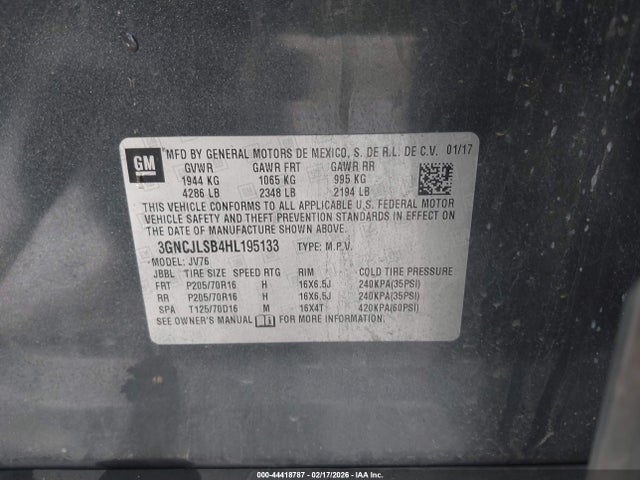 GM
MFD BY GENERAL MOTORS DE MEXICO, S. DE R.L. DE C.V. 01/17
GVWR GAWR FRT GAWR RR
1944 KG 1065 KG 995 KG
4286 LB 2348 LB 2194 LB
THIS VEHICLE CONFORMS TO ALL APPLICABLE U.S. FEDERAL MOTOR
VEHICLE SAFETY AND THEFT PREVENTION STANDARDS IN EFFECT ON
THE DATE OF MANUFACTURE SHOWN ABOVE.
3GNCJLSB4HL195133 TYPE: M.P.V.
MODEL: JV76
JBBL TIRE SIZE SPEED RTG RIM COLD TIRE PRESSURE
FRT P205/70R16 H 16X6.5J 240KPA(35PSI)
RR P205/70R16 H 16X6.5J 240KPA(35PSI)
SPA T125/70D16 M 16X4T 420KPA(60PSI)
SEE OWNER'S MANUAL FOR MORE INFORMATION.
000-44418787 - 02/17/2026 - IAA Inc.